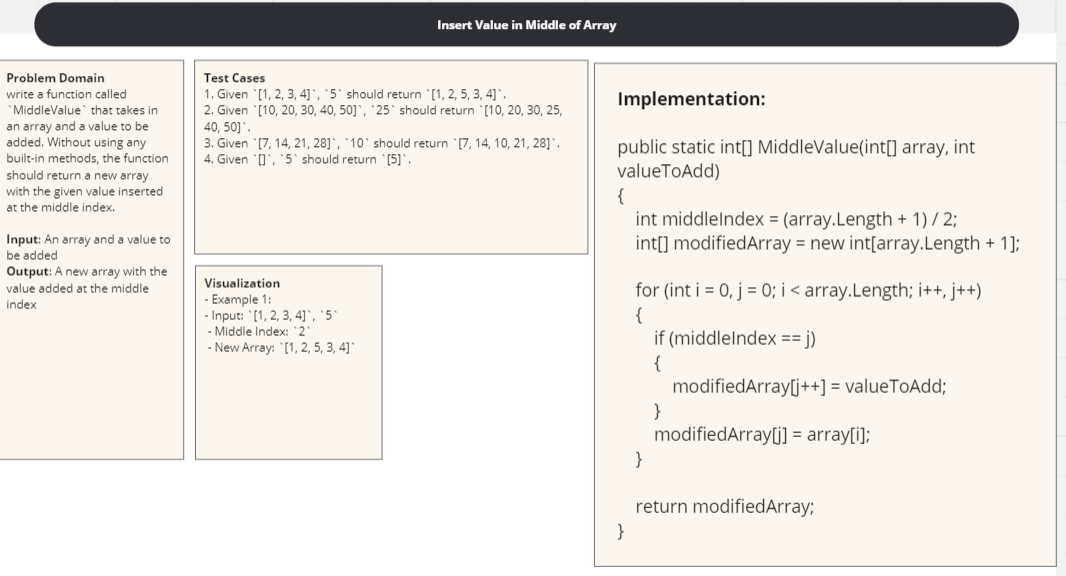 Insert Value in Middle of Array
Problem Domain
write a function called
`MiddleValue` that takes in
an array and a value to be
added. Without using any
built-in methods, the function
should return a new array
with the given value inserted
at the middle index.
Input: An array and a value to
be added
Output: A new array with the
value added at the middle
index
Test Cases
1. Given `[1, 2, 3, 4]`, `5` should return `[1, 2, 5, 3, 4]`.
2. Given `[10, 20, 30, 40, 50]`, `25` should return `[10, 20, 30, 25,
40, 50]`.
3. Given `[7, 14, 21, 28]`, `10` should return `[7, 14, 10, 21, 28]`.
4. Given `[]`, `5` should return `[5]`.
Visualization
- Example 1:
- Input: `[1, 2, 3, 4]`, `5`
- Middle Index: `2`
- New Array: `[1, 2, 5, 3, 4]`
Implementation:
public static int[] MiddleValue(int[] array, int
valueToAdd)
{
int middleIndex = (array.Length + 1) / 2;
int[] modifiedArray = new int[array.Length + 1];
for (int i = 0, j = 0; i < array.Length; i++, j++)
{
if (middleIndex == j)
{
modifiedArray[j++] = valueToAdd;
}
modifiedArray[j] = array[i];
}
return modifiedArray;
}